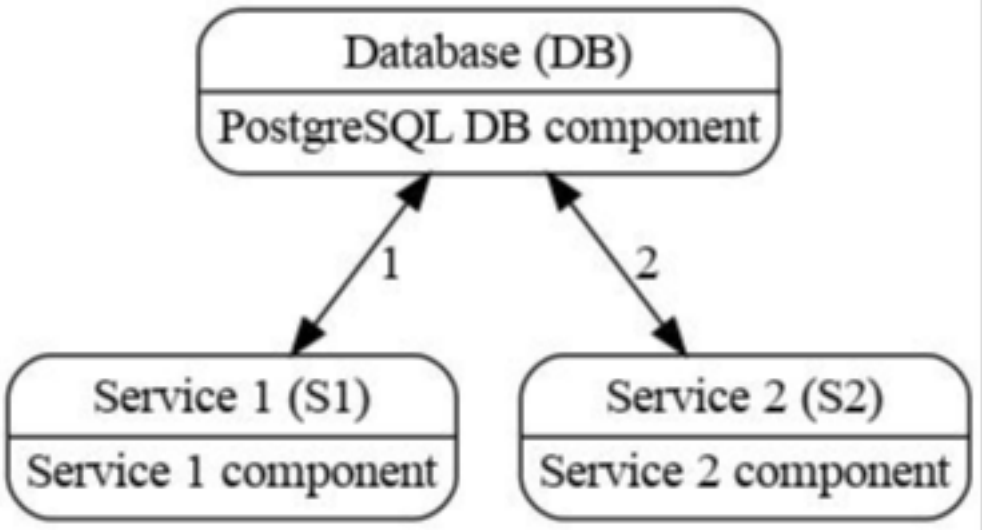 Database (DB)
PostgreSQL DB component
1
2
Service 1 (S1)
Service 1 component
Service 2 (S2)
Service 2 component